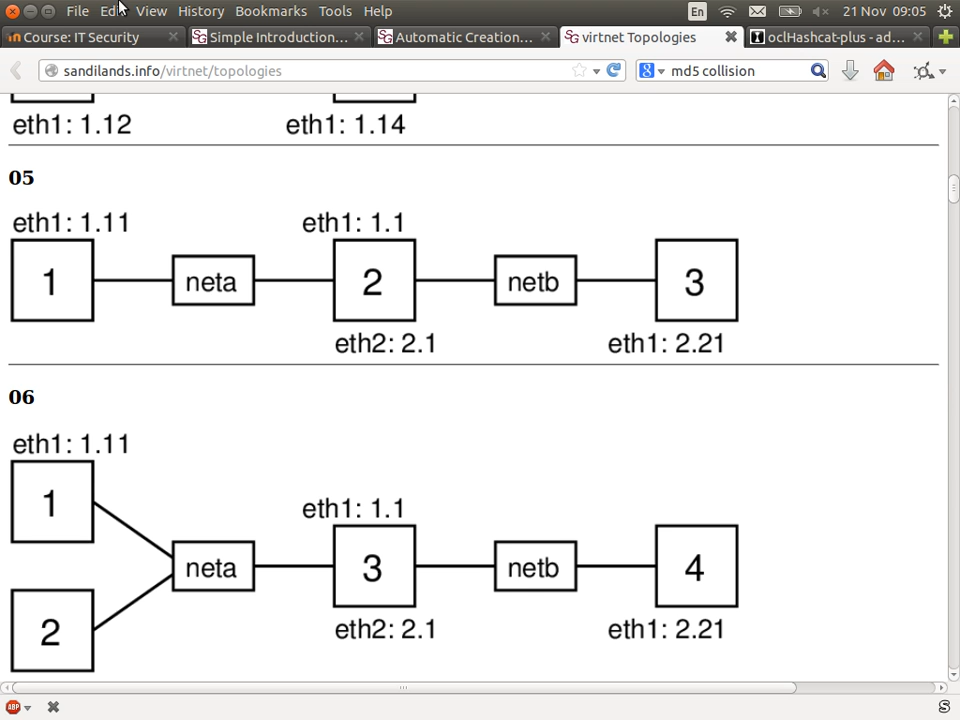 File Edit View History Bookmarks Tools Help En 21 Nov 09:05
Course: IT Security Simple Introduction... Automatic Creation... virtnet Topologies oclHashcat-plus - ad...
sandilands.info/virtnet/topologies 8 md5 collision
eth1: 1.12 eth1: 1.14
05
eth1: 1.11 eth1: 1.1
1 neta 2 netb 3
eth2: 2.1 eth1: 2.21
06
eth1: 1.11
1
eth1: 1.1
neta 3 netb 4
2
eth2: 2.1 eth1: 2.21
ABP S